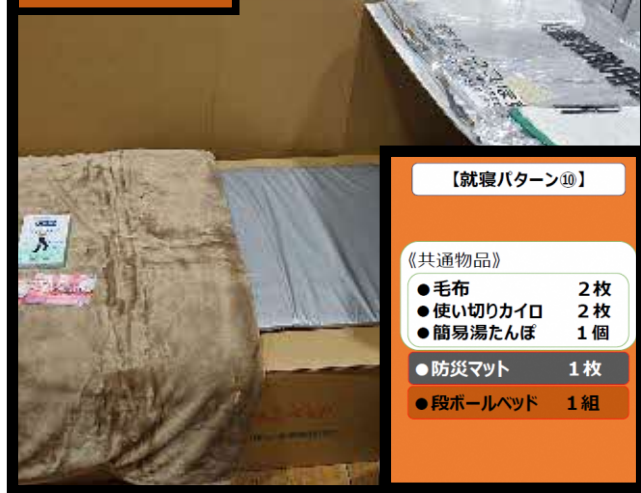 【就寝パターン⑩】
《共通物品》
●毛布 2枚
●使い切りカイロ 2枚
●簡易湯たんぽ 1個
●防災マット 1枚
●段ボールベッド 1組